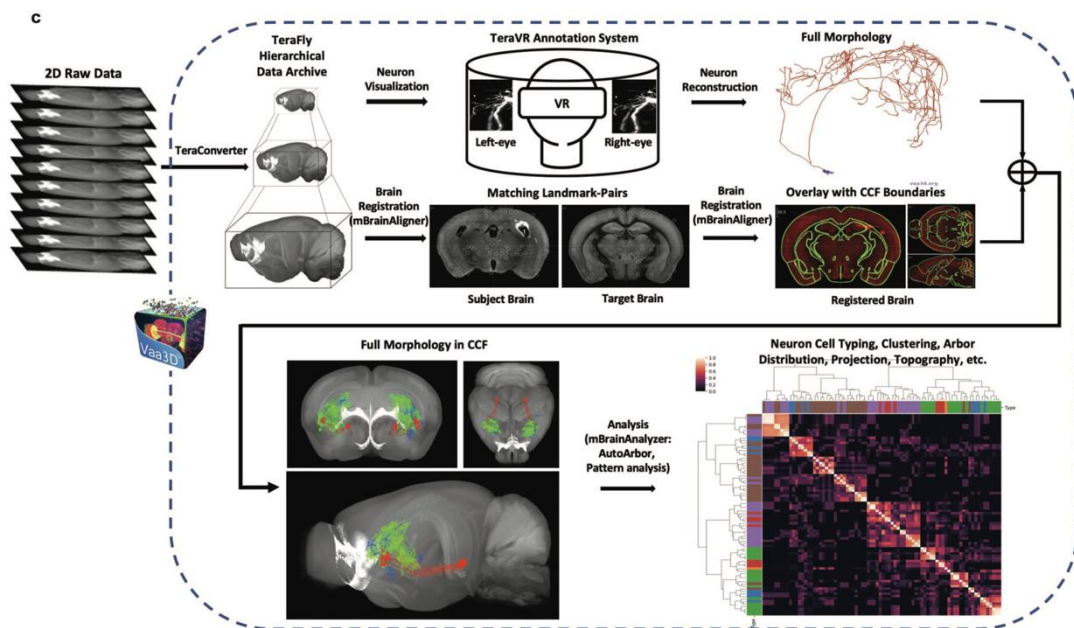 c
2D Raw Data
TeraConverter
TeraFly
Hierarchical
Data Archive
Neuron
Visualization
TeraVR Annotation System
VR
Left-eye
Right-eye
Neuron
Reconstruction
Full Morphology
vaa3d.org
Brain
Registration
(mBrainAligner)
Matching Landmark-Pairs
Subject Brain
Target Brain
Brain
Registration
(mBrainAligner)
Overlay with CCF Boundaries
Registered Brain
Vaa3D
Full Morphology in CCF
Analysis
(mBrainAnalyzer:
AutoArbor,
Pattern analysis)
Neuron Cell Typing, Clustering, Arbor
Distribution, Projection, Topography, etc.
1.0
0.8
0.6
0.4
0.2
0.0
Type
Type